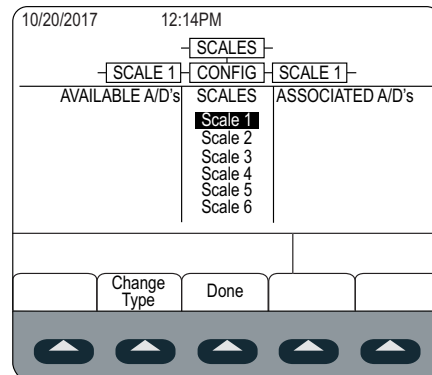 10/20/2017 12:14PM
SCALES
SCALE 1 CONFIG SCALE 1
AVAILABLE A/D's SCALES ASSOCIATED A/D's
Scale 1
Scale 2
Scale 3
Scale 4
Scale 5
Scale 6
Change
Type
Done